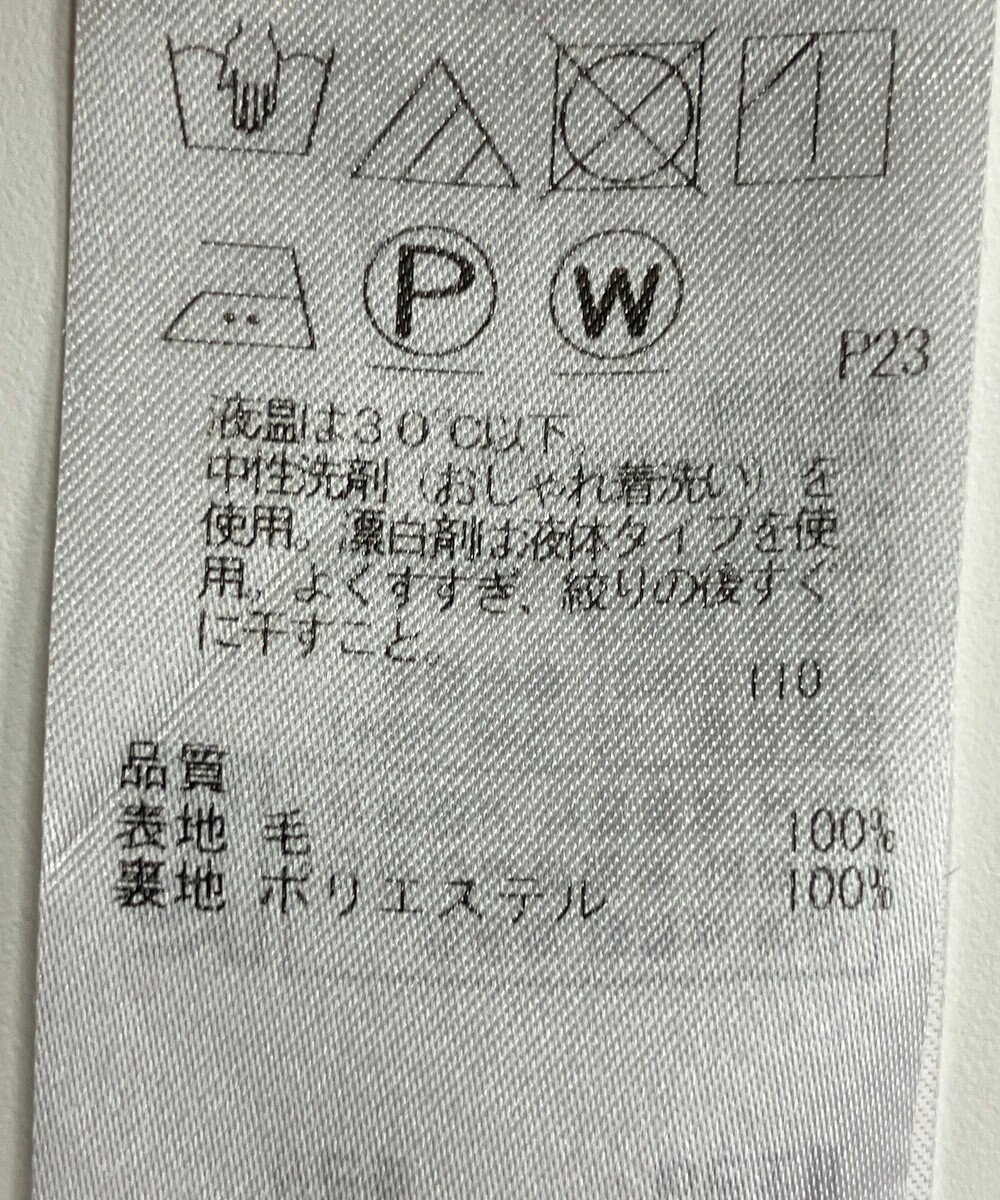 P W
P23
液温は30℃以下。
中性洗剤（おしゃれ着洗い）を
使用。漂白剤は液体タイプを使
用。よくすすぎ、絞りの後すぐ
に干すこと。
110
品質
表地 毛 100%
裏地 ポリエステル 100%